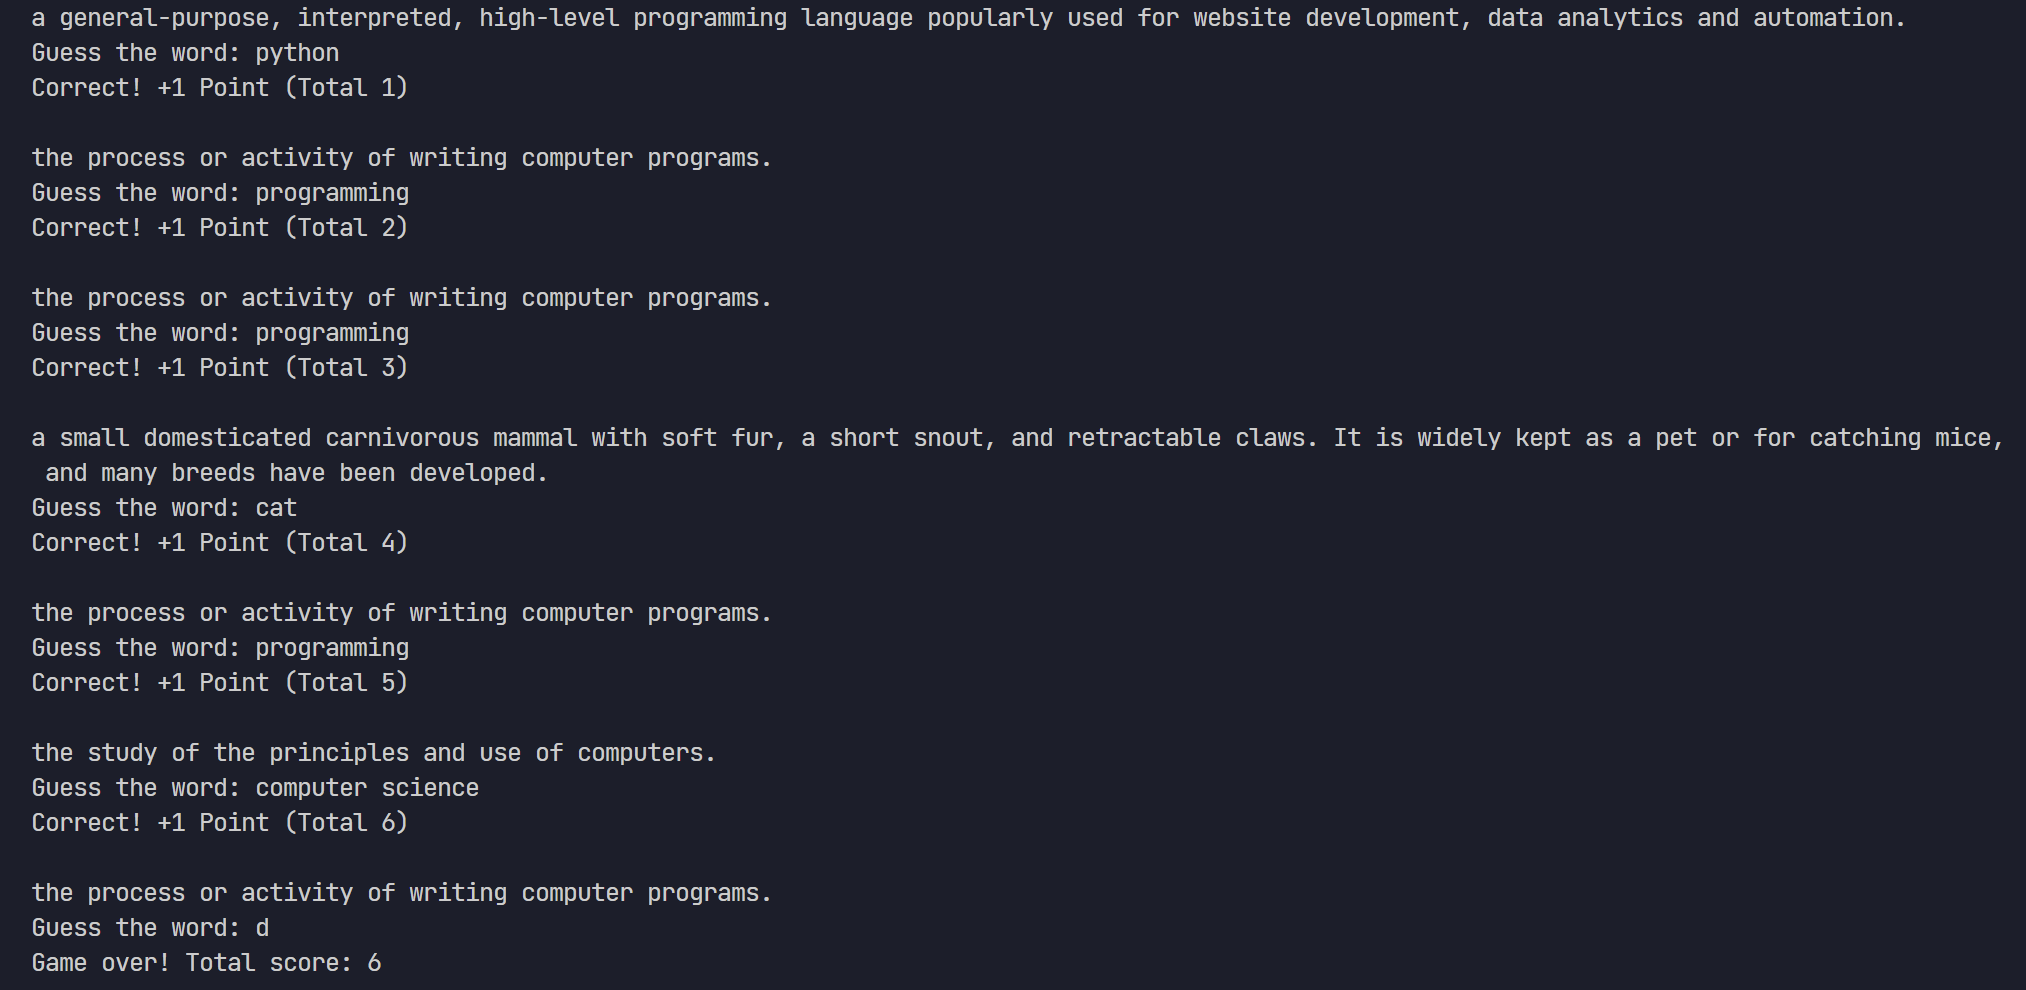 a general-purpose, interpreted, high-level programming language popularly used for website development, data analytics and automation.
Guess the word: python
Correct! +1 Point (Total 1)
the process or activity of writing computer programs.
Guess the word: programming
Correct! +1 Point (Total 2)
the process or activity of writing computer programs.
Guess the word: programming
Correct! +1 Point (Total 3)
a small domesticated carnivorous mammal with soft fur, a short snout, and retractable claws. It is widely kept as a pet or for catching mice,
and many breeds have been developed.
Guess the word: cat
Correct! +1 Point (Total 4)
the process or activity of writing computer programs.
Guess the word: programming
Correct! +1 Point (Total 5)
the study of the principles and use of computers.
Guess the word: computer science
Correct! +1 Point (Total 6)
the process or activity of writing computer programs.
Guess the word: d
Game over! Total score: 6